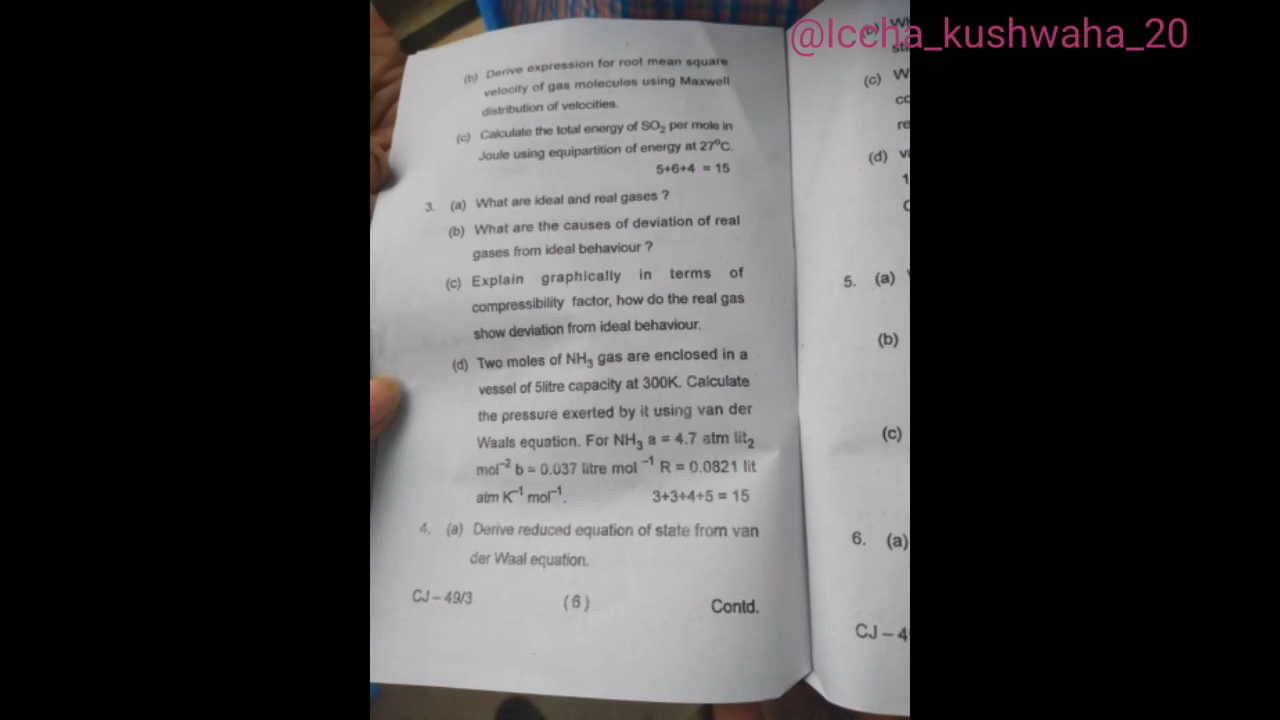 @Iccha_kushwaha_20
(b) Derive expression for root mean square
velocity of gas molecules using Maxwell
distribution of velocities.
(c) Calculate the total energy of SO₂ per mole in
Joule using equipartition of energy at 27⁰C.
5+6+4 = 15
3. (a) What are ideal and real gases ?
(b) What are the causes of deviation of real
gases from ideal behaviour ?
(c) Explain graphically in terms of
compressibility factor, how do the real gas
show deviation from ideal behaviour.
(d) Two moles of NH₃ gas are enclosed in a
vessel of 5litre capacity at 300K. Calculate
the pressure exerted by it using van der
Waals equation. For NH₃ a = 4.7 atm lit₂
mol⁻² b = 0.037 litre mol ⁻¹ R = 0.0821 lit
atm K⁻¹ mol⁻¹.
3+3+4+5 = 15
4. (a) Derive reduced equation of state from van
der Waal equation.
CJ – 49/3 (6) Contd.
(c) W
(d)
1
5. (a)
(b)
(c)
6. (a)
CJ – 4